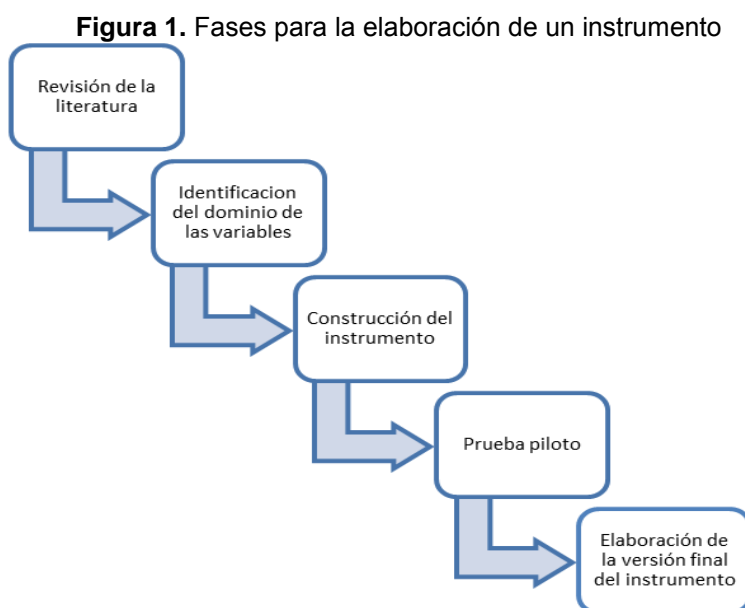 Figura 1. Fases para la elaboración de un instrumento
Revisión de la
literatura
Identificacion
del dominio de
las variables
Construcción del
instrumento
Prueba piloto
Elaboración de
la versión final
del instrumento